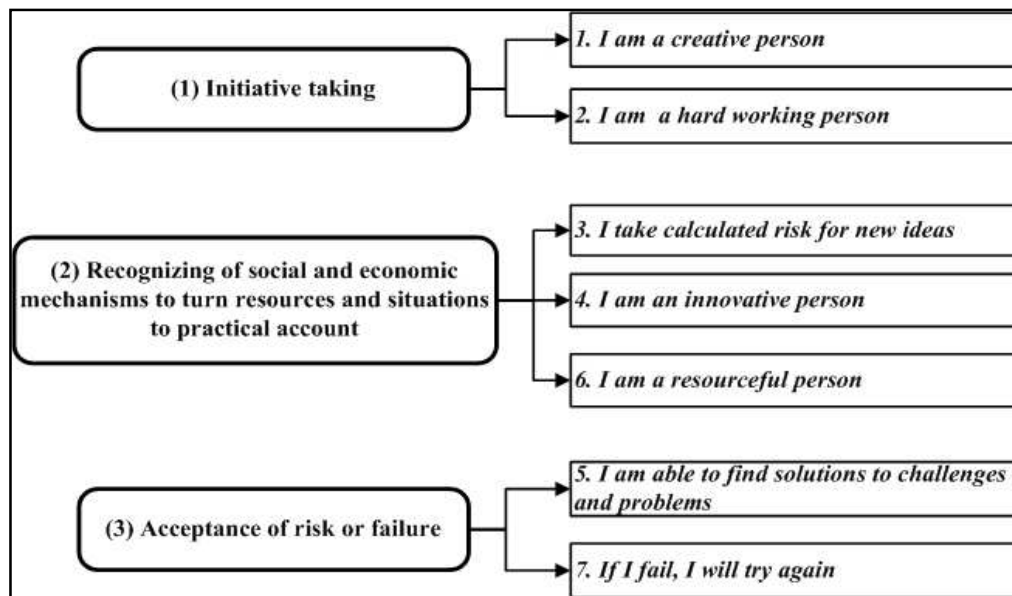 (1) Initiative taking
1. I am a creative person
2. I am a hard working person
(2) Recognizing of social and economic
mechanisms to turn resources and situations
to practical account
3. I take calculated risk for new ideas
4. I am an innovative person
6. I am a resourceful person
(3) Acceptance of risk or failure
5. I am able to find solutions to challenges
and problems
7. If I fail, I will try again